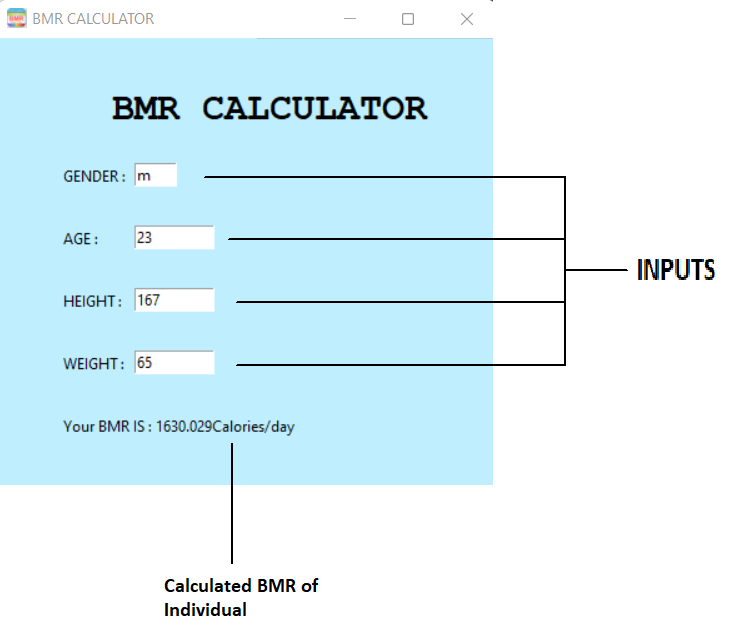 BMR CALCULATOR
BMR CALCULATOR
GENDER : m
AGE : 23
HEIGHT : 167
WEIGHT : 65
INPUTS
Your BMR IS : 1630.029Calories/day
Calculated BMR of
Individual